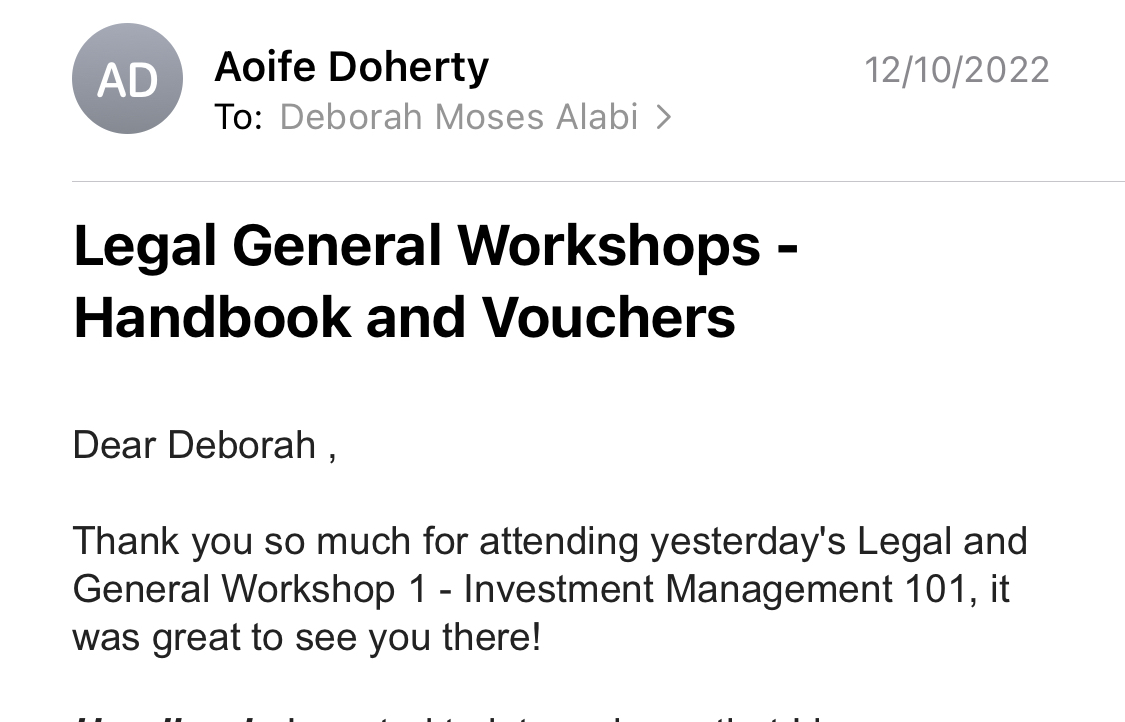 AD
Aoife Doherty
12/10/2022
To: Deborah Moses Alabi >
Legal General Workshops -
Handbook and Vouchers
Dear Deborah ,
Thank you so much for attending yesterday's Legal and
General Workshop 1 - Investment Management 101, it
was great to see you there!